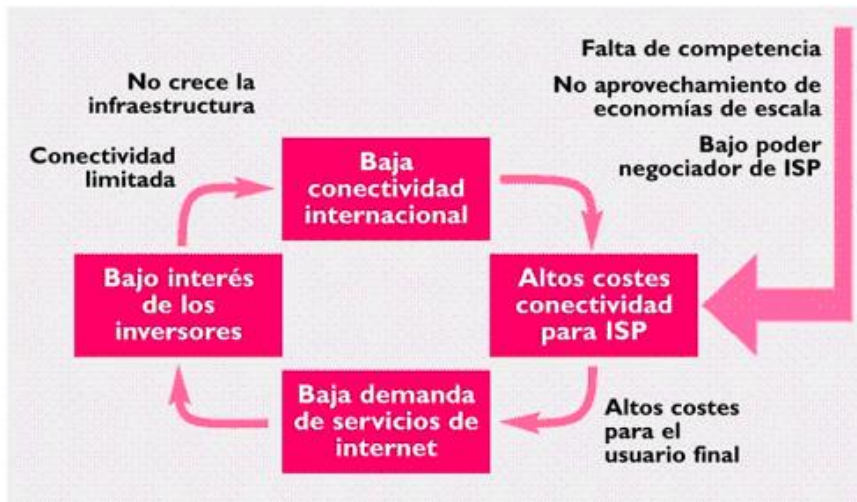 Falta de competencia
No aprovechamiento de
economías de escala
Bajo poder
negociador de ISP
No crece la
infraestructura
Conectividad
limitada
Baja
conectividad
internacional
Altos costes
conectividad
para ISP
Altos costes
para el
usuario final
Baja demanda
de servicios de
internet
Bajo interés
de los
inversores